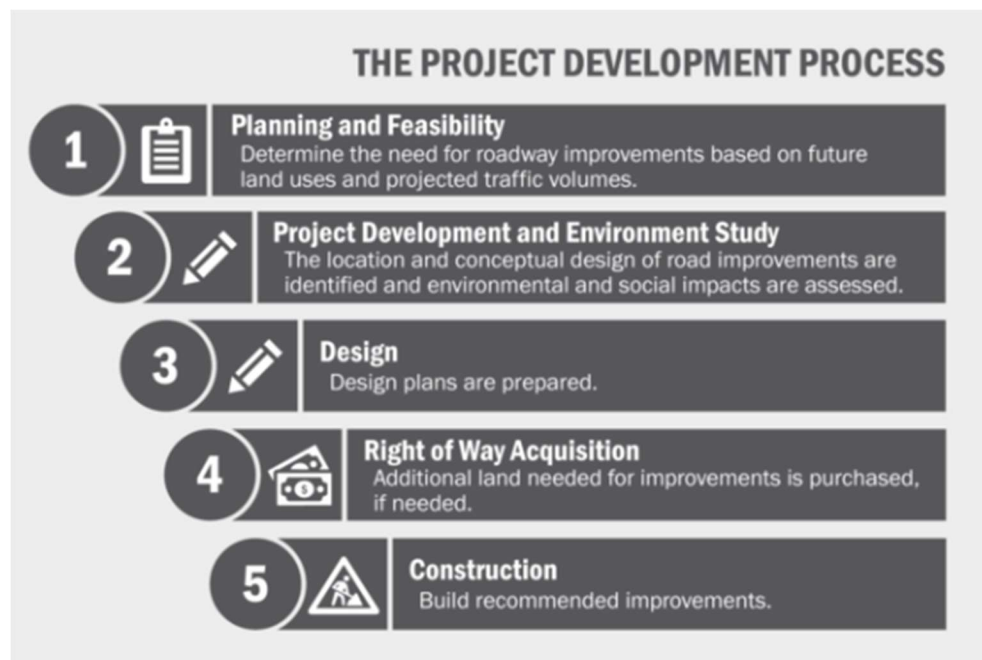 THE PROJECT DEVELOPMENT PROCESS
1
Planning and Feasibility
Determine the need for roadway improvements based on future
land uses and projected traffic volumes.
2
Project Development and Environment Study
The location and conceptual design of road improvements are
identified and environmental and social impacts are assessed.
3
Design
Design plans are prepared.
4
$
Right of Way Acquisition
Additional land needed for improvements is purchased,
if needed.
5
Construction
Build recommended improvements.